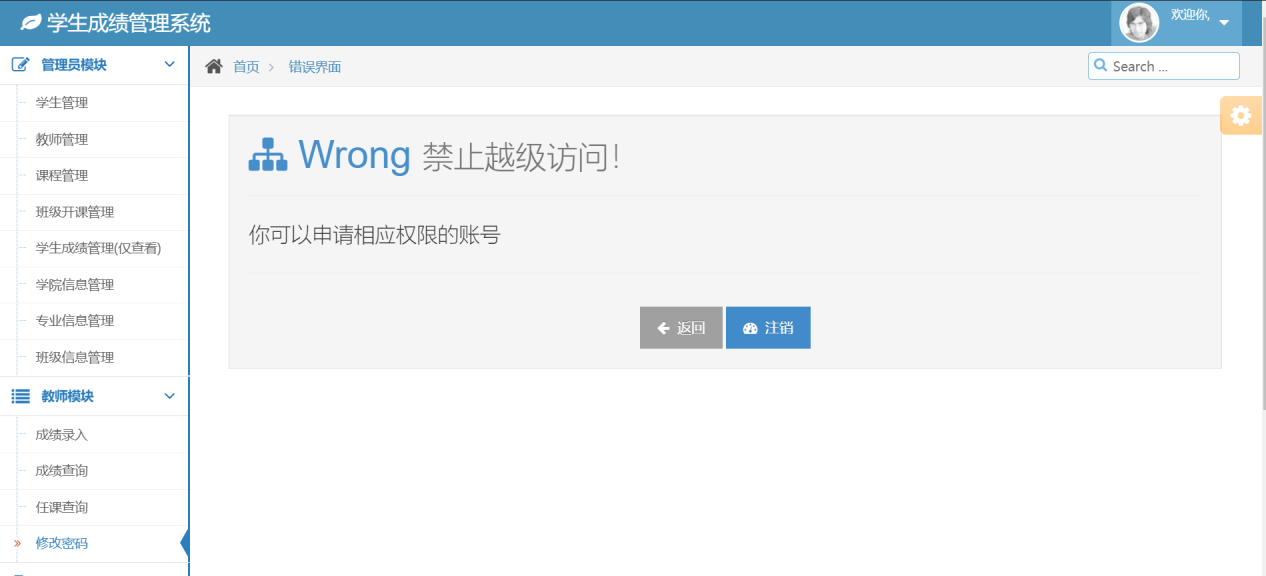 学生成绩管理系统
欢迎你,
管理员模块
学生管理
教师管理
课程管理
班级开课管理
学生成绩管理(仅查看)
学院信息管理
专业信息管理
班级信息管理
教师模块
成绩录入
成绩查询
任课查询
修改密码
首页
错误界面
Search ...
Wrong 禁止越级访问!
你可以申请相应权限的账号
返回
注销